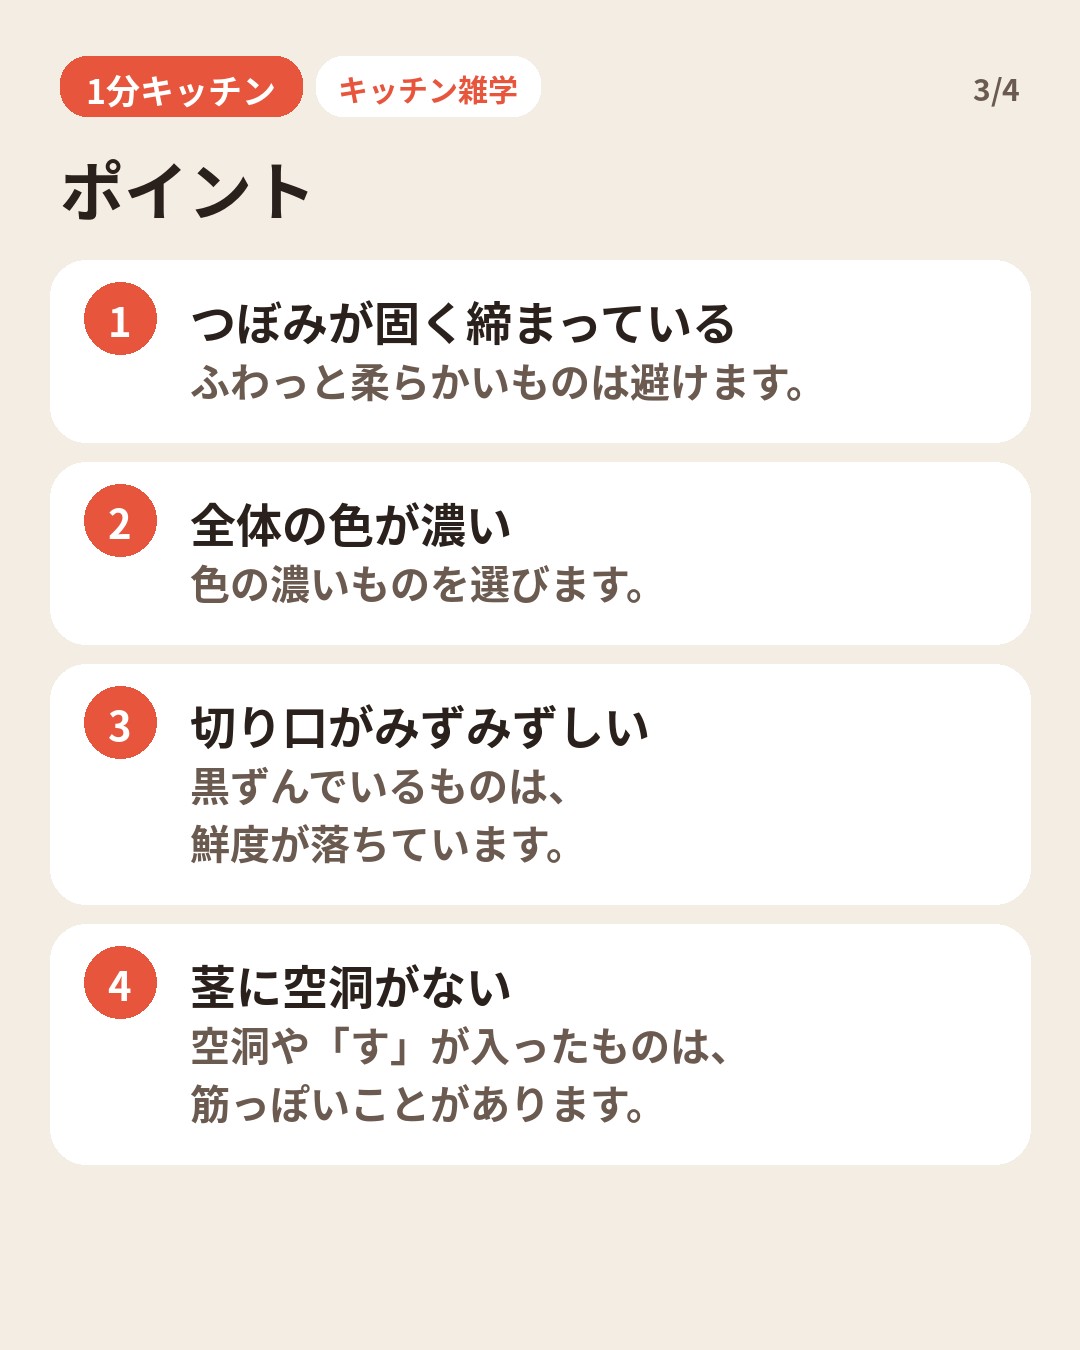 1分キッチン
キッチン雑学
3/4
ポイント
1
つぼみが固く締まっている
ふわっと柔らかいものは避けます。
2
全体の色が濃い
色の濃いものを選びます。
3
切り口がみずみずしい
黒ずんでいるものは、
鮮度が落ちています。
4
茎に空洞がない
空洞や「す」が入ったものは、
筋っぽいことがあります。